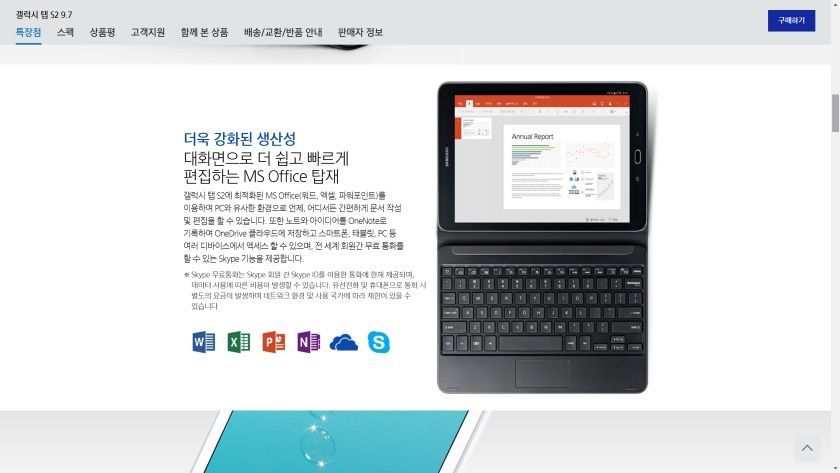 갤럭시 탭 S2 9.7
구매하기
특장점 스펙 상품평 고객지원 함께 본 상품 배송/교환/반품 안내 판매자 정보
더욱 강화된 생산성
대화면으로 더 쉽고 빠르게
편집하는 MS Office 탑재
갤럭시 탭 S2에 최적화된 MS Office(워드, 엑셀, 파워포인트)를
이용하여 PC와 유사한 환경으로 언제, 어디서든 간편하게 문서 작성
및 편집을 할 수 있습니다. 또한 노트와 아이디어를 OneNote로
기록하며 OneDrive 클라우드에 저장하고 스마트폰, 태블릿, PC 등
여러 디바이스에서 액세스 할 수 있으며, 전 세계 회원간 무료 통화를
할 수 있는 Skype 기능을 제공합니다.
※ Skype 무료통화는 Skype 회원 간 Skype ID를 이용한 통화에 한해 제공되며,
데이터 사용에 따른 비용이 발생할 수 있습니다. 유선전화 및 휴대폰으로 통화 시
별도의 요금이 발생하며 네트워크 환경 및 사용 국가에 따라 제한이 있을 수
있습니다
W X P N S
SAMSUNG
Annual Report